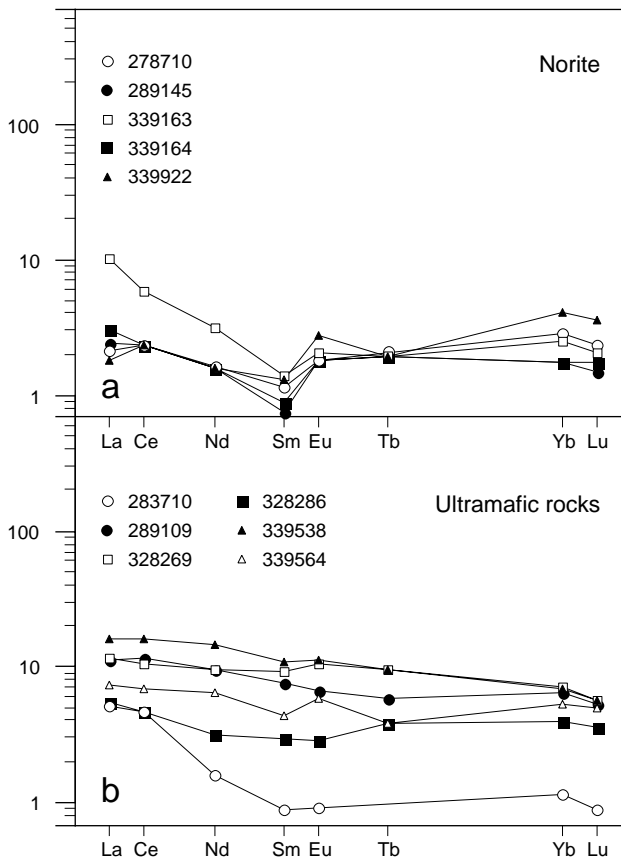 278710
Norite
289145
339163
100
339164
339922
10
1
a
La Ce Nd Sm Eu Tb Yb Lu
283710 328286
Ultramafic rocks
289109 339538
100
328269 339564
10
1
b
La Ce Nd Sm Eu Tb Yb Lu